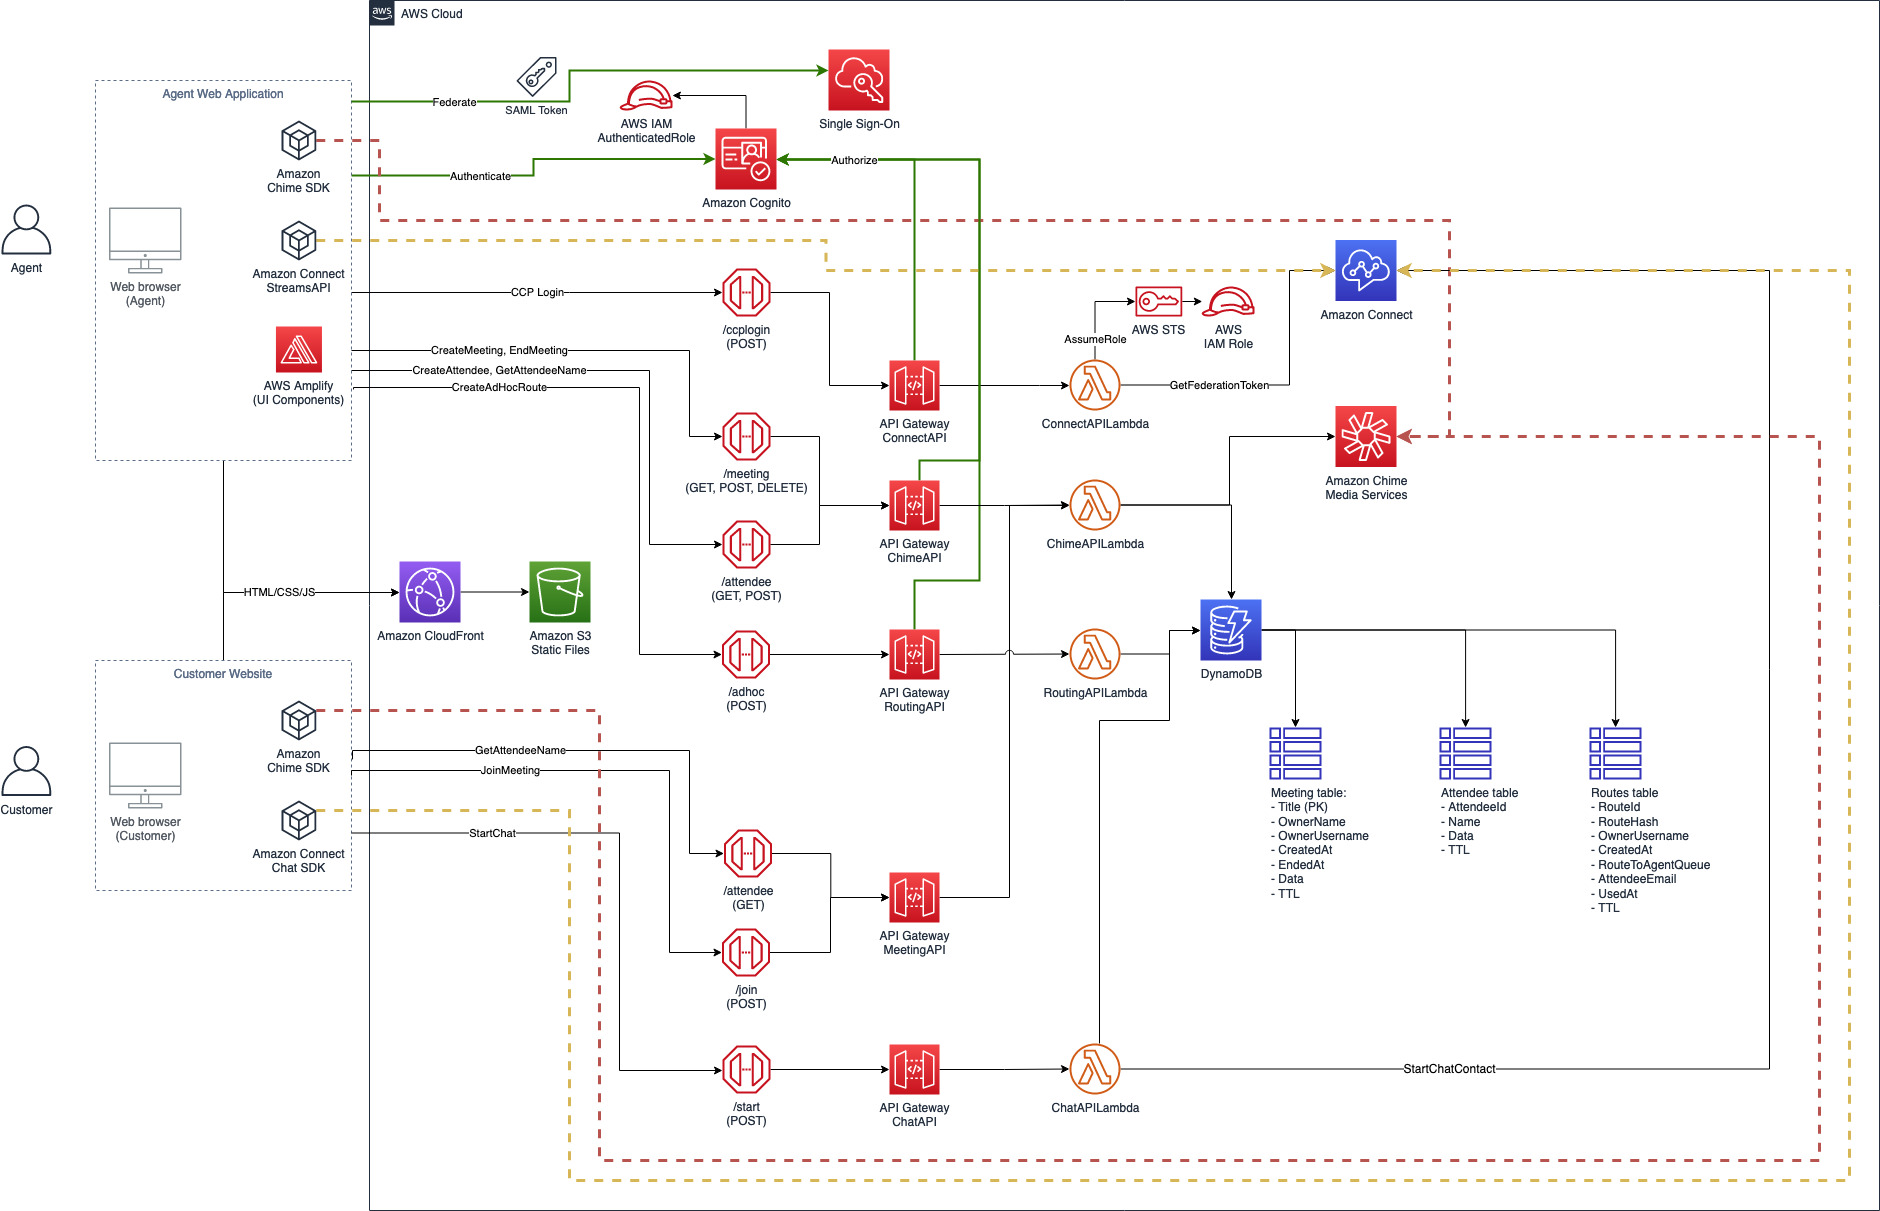 aws
AWS Cloud
Agent Web Application
Federate
SAML Token
AWS IAM
AuthenticatedRole
Single Sign-On
Amazon
Chime SDK
Authenticate
Authorize
Amazon Cognito
Agent
Web browser
(Agent)
Amazon Connect
StreamsAPI
CCP Login
/ccplogin
(POST)
AWS Amplify
(UI Components)
CreateMeeting, EndMeeting
CreateAttendee, GetAttendeeName
CreateAdHocRoute
AssumeRole
AWS STS
AWS
IAM Role
Amazon Connect
GetFederationToken
API Gateway
ConnectAPI
ConnectAPILambda
/meeting
(GET, POST, DELETE)
Amazon Chime
Media Services
API Gateway
ChimeAPI
ChimeAPILambda
/attendee
(GET, POST)
HTML/CSS/JS
Amazon CloudFront
Amazon S3
Static Files
/adhoc
(POST)
API Gateway
RoutingAPI
RoutingAPILambda
DynamoDB
Customer Website
Amazon
Chime SDK
GetAttendeeName
JoinMeeting
Customer
Web browser
(Customer)
Amazon Connect
Chat SDK
StartChat
Meeting table:
- Title (PK)
- OwnerName
- OwnerUsername
- CreatedAt
- EndedAt
- Data
- TTL
Attendee table
- AttendeeId
- Name
- Data
- TTL
Routes table
- RouteId
- RouteHash
- OwnerUsername
- CreatedAt
- RouteToAgentQueue
- AttendeeEmail
- UsedAt
- TTL
/attendee
(GET)
API Gateway
MeetingAPI
/join
(POST)
/start
(POST)
API Gateway
ChatAPI
ChatAPILambda
StartChatContact